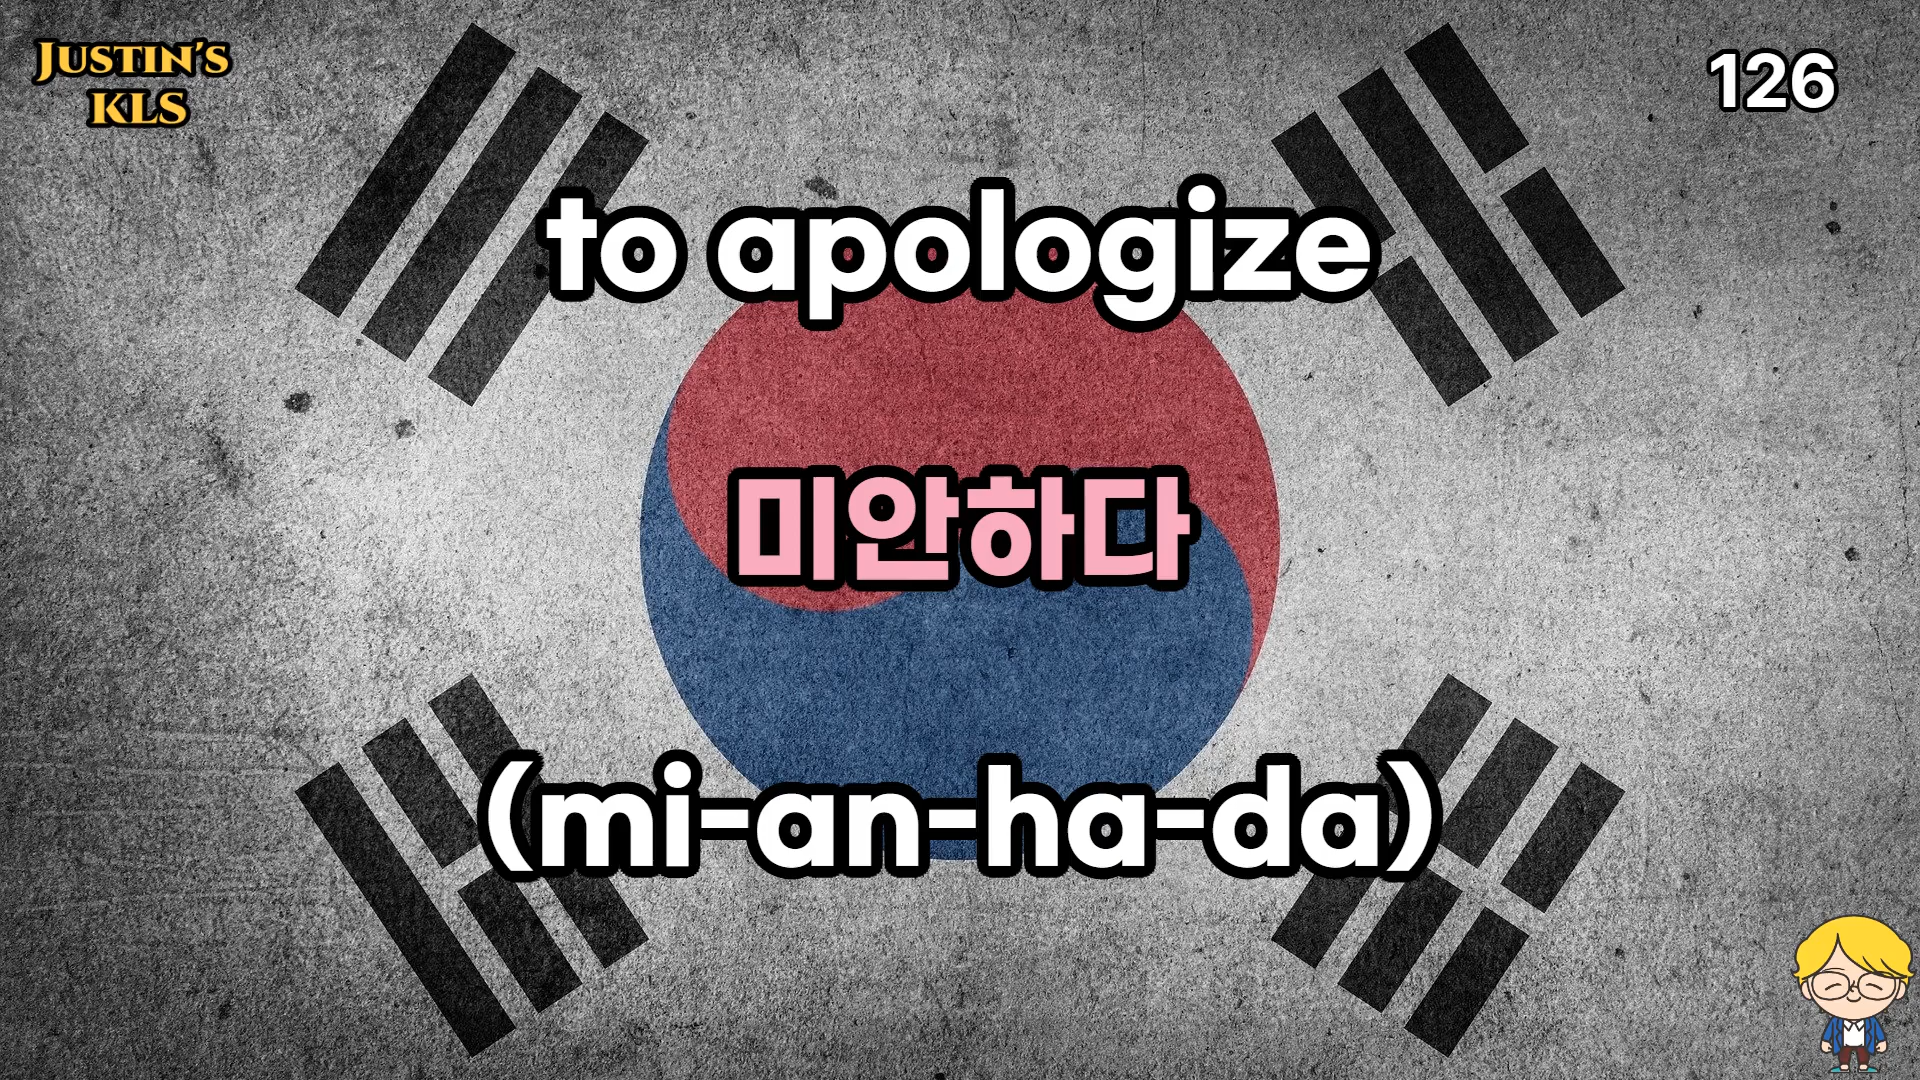 JUSTIN'S
KLS
126
to apologize
미안하다
(mi-an-ha-da)